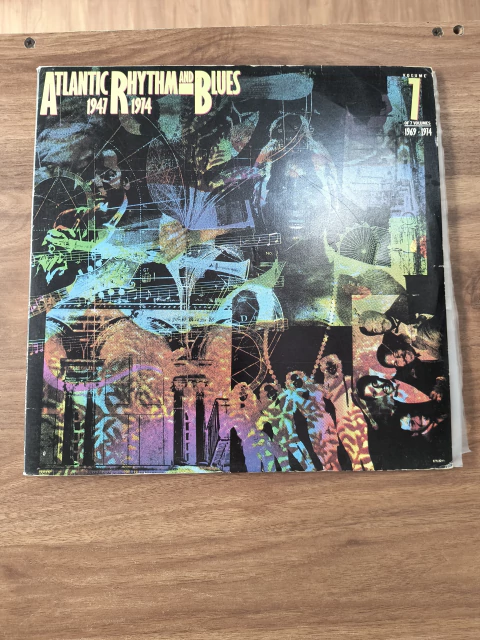 ATLANTIC RHYTHM AND BLUES
1947 1974
VOLUME
7
OF 7 VOLUMES
1969 - 1974